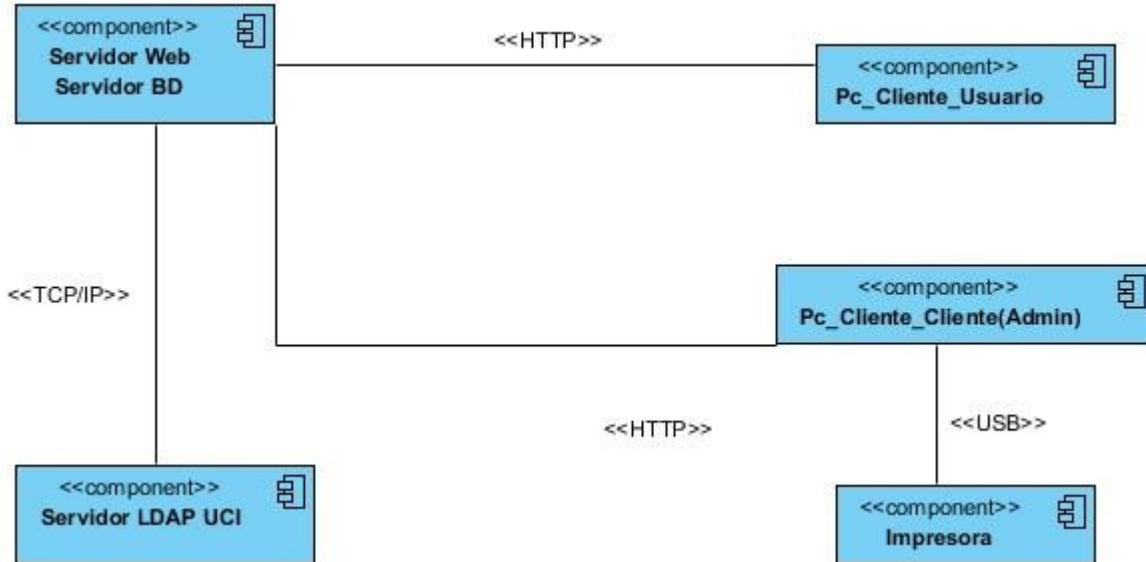 <<component>>
Servidor Web
Servidor BD
<<HTTP>>
<<component>>
Pc_Cliente_Usuario
<<TCP/IP>>
<<component>>
Pc_Cliente_Cliente(Admin)
<<HTTP>>
<<USB>>
<<component>>
Servidor LDAP UCI
<<component>>
Impresora